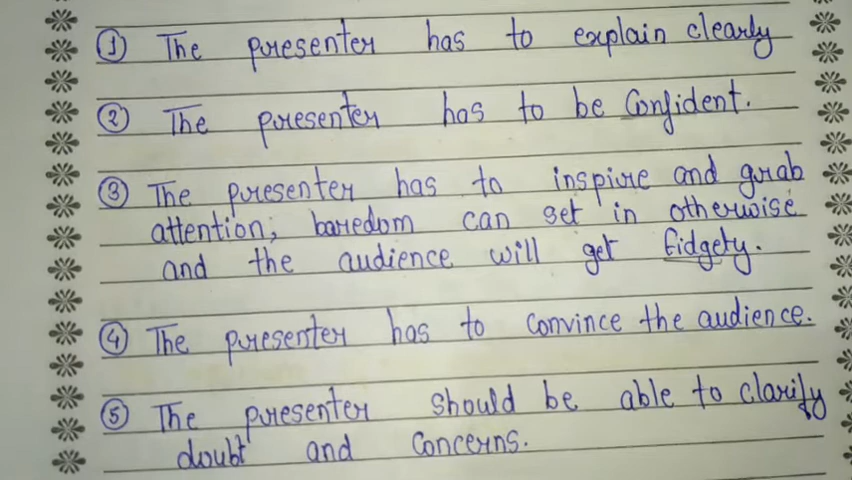 ① The presenter has to explain clearly
② The presenter has to be Confident.
③ The presenter has to inspire and grab
attention; baredom can set in otherwise
and the audience will get fidgety.
④ The presenter has to convince the audience.
⑤ The presenter should be able to clarify
doubt and concerns.